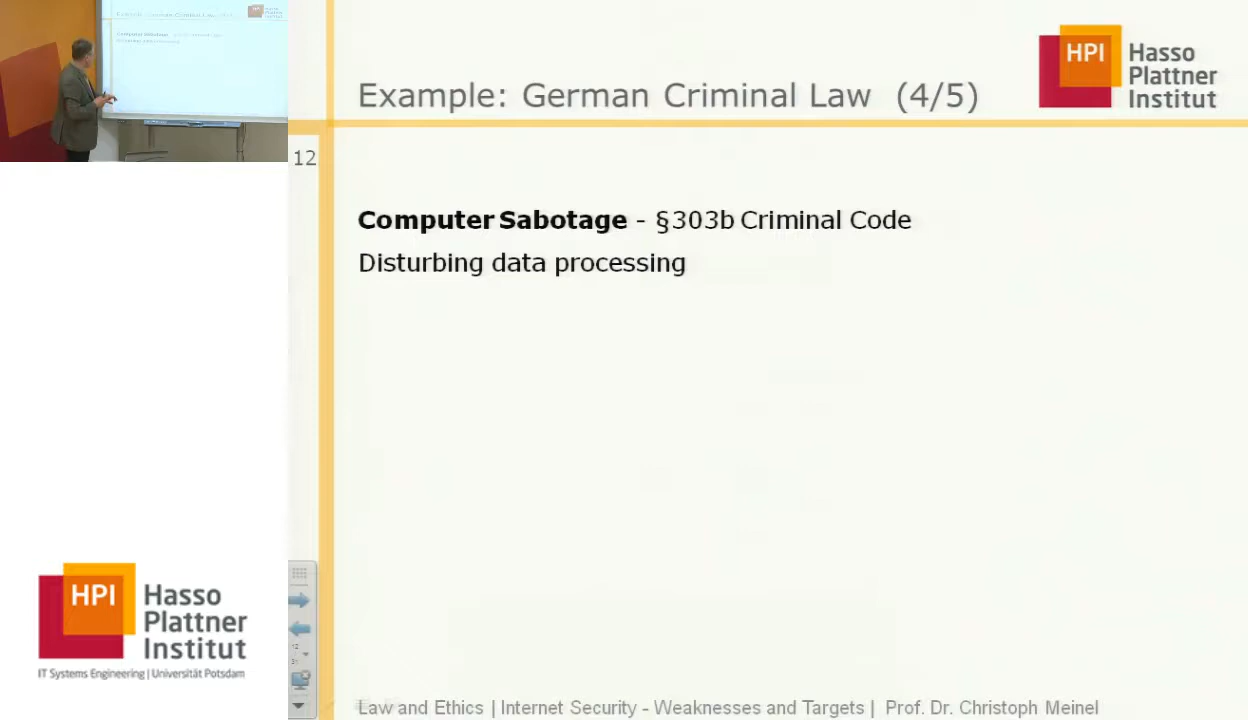 Example: German Criminal Law (4/5)
HPI Hasso
Plattner
Institut
12
Computer Sabotage - §303b Criminal Code
Disturbing data processing
HPI Hasso
Plattner
Institut
IT Systems Engineering | Universität Potsdam
Law and Ethics | Internet Security - Weaknesses and Targets | Prof. Dr. Christoph Meinel